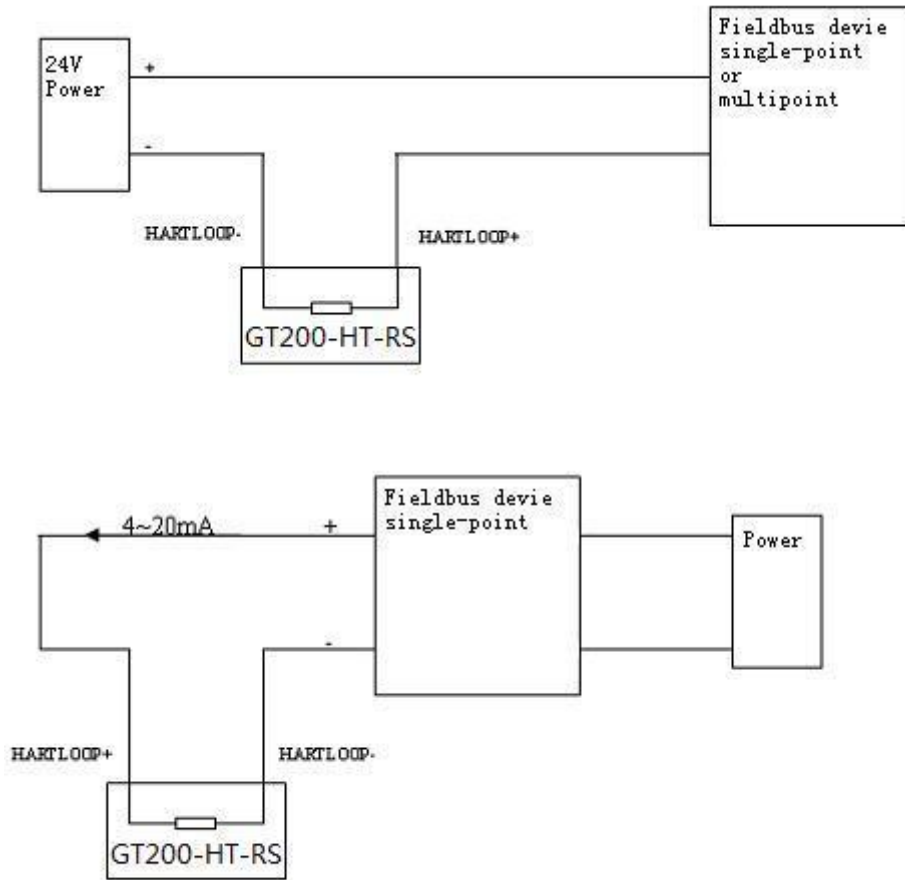 24V
Power
+
-
Fieldbus devie
single-point
or
multipoint
HARTLOOP-
HARTLOOP+
GT200-HT-RS
4~20mA
+
-
Fieldbus devie
single-point
Power
HARTLOOP+
HARTLOOP-
GT200-HT-RS